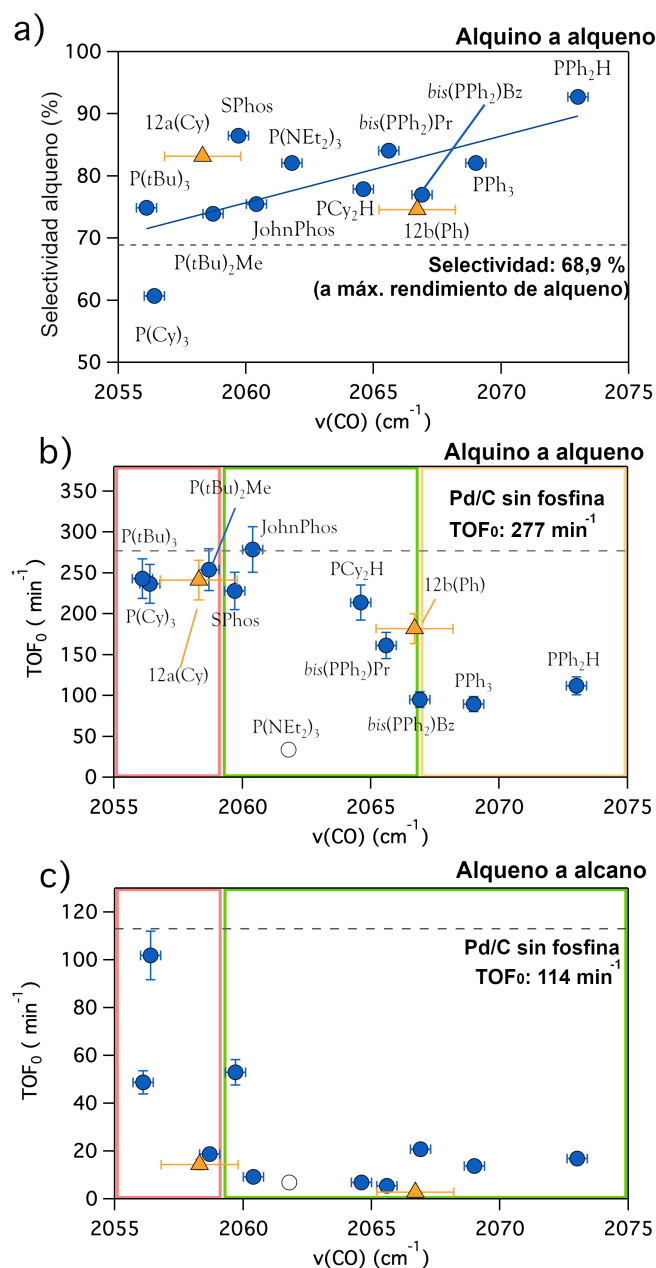 a)
Alquino a alqueno
100
90
80
70
60
50
Selectividad alqueno (%)
PPh2H
bis(PPh2)Bz
SPhos
12a(Cy)
P(NEt2)3
bis(PPh2)Pr
P(tBu)3
PPh3
PCy2H
JohnPhos
12b(Ph)
P(tBu)2Me
Selectividad: 68,9 %
(a máx. rendimiento de alqueno)
P(Cy)3
2055
2060
2065
2070
2075
ν(CO) (cm-1)
b)
Alquino a alqueno
350
300
250
200
150
100
50
0
TOF0 ( min-1)
P(tBu)2Me
Pd/C sin fosfina
TOF0: 277 min-1
P(tBu)3
JohnPhos
PCy2H
12b(Ph)
P(Cy)3
SPhos
12a(Cy)
bis(PPh2)Pr
PPh3
PPh2H
P(NEt2)3
bis(PPh2)Bz
2055
2060
2065
2070
2075
ν(CO) (cm-1)
c)
Alqueno a alcano
120
100
80
60
40
20
0
TOF0 ( min-1)
Pd/C sin fosfina
TOF0: 114 min-1
2055
2060
2065
2070
2075
ν(CO) (cm-1)